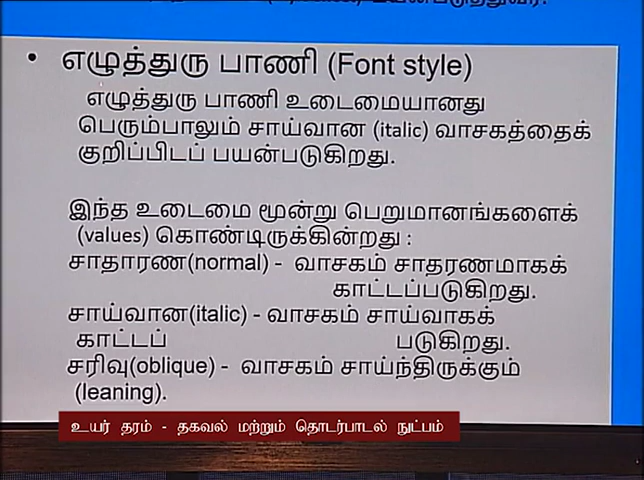 • எழுத்துரு பாணி (Font style)
எழுத்துரு பாணி உடைமையானது
பெரும்பாலும் சாய்வான (italic) வாசகத்தைக்
குறிப்பிடப் பயன்படுகிறது.
இந்த உடைமை மூன்று பெறுமானங்களைக்
(values) கொண்டிருக்கின்றது :
சாதாரண(normal) - வாசகம் சாதரணமாகக்
காட்டப்படுகிறது.
சாய்வான(italic) - வாசகம் சாய்வாகக்
காட்டப் படுகிறது.
சரிவு(oblique) - வாசகம் சாய்ந்திருக்கும்
(leaning).
உயர் தரம் - தகவல் மற்றும் தொடர்பாடல் நுட்பம்